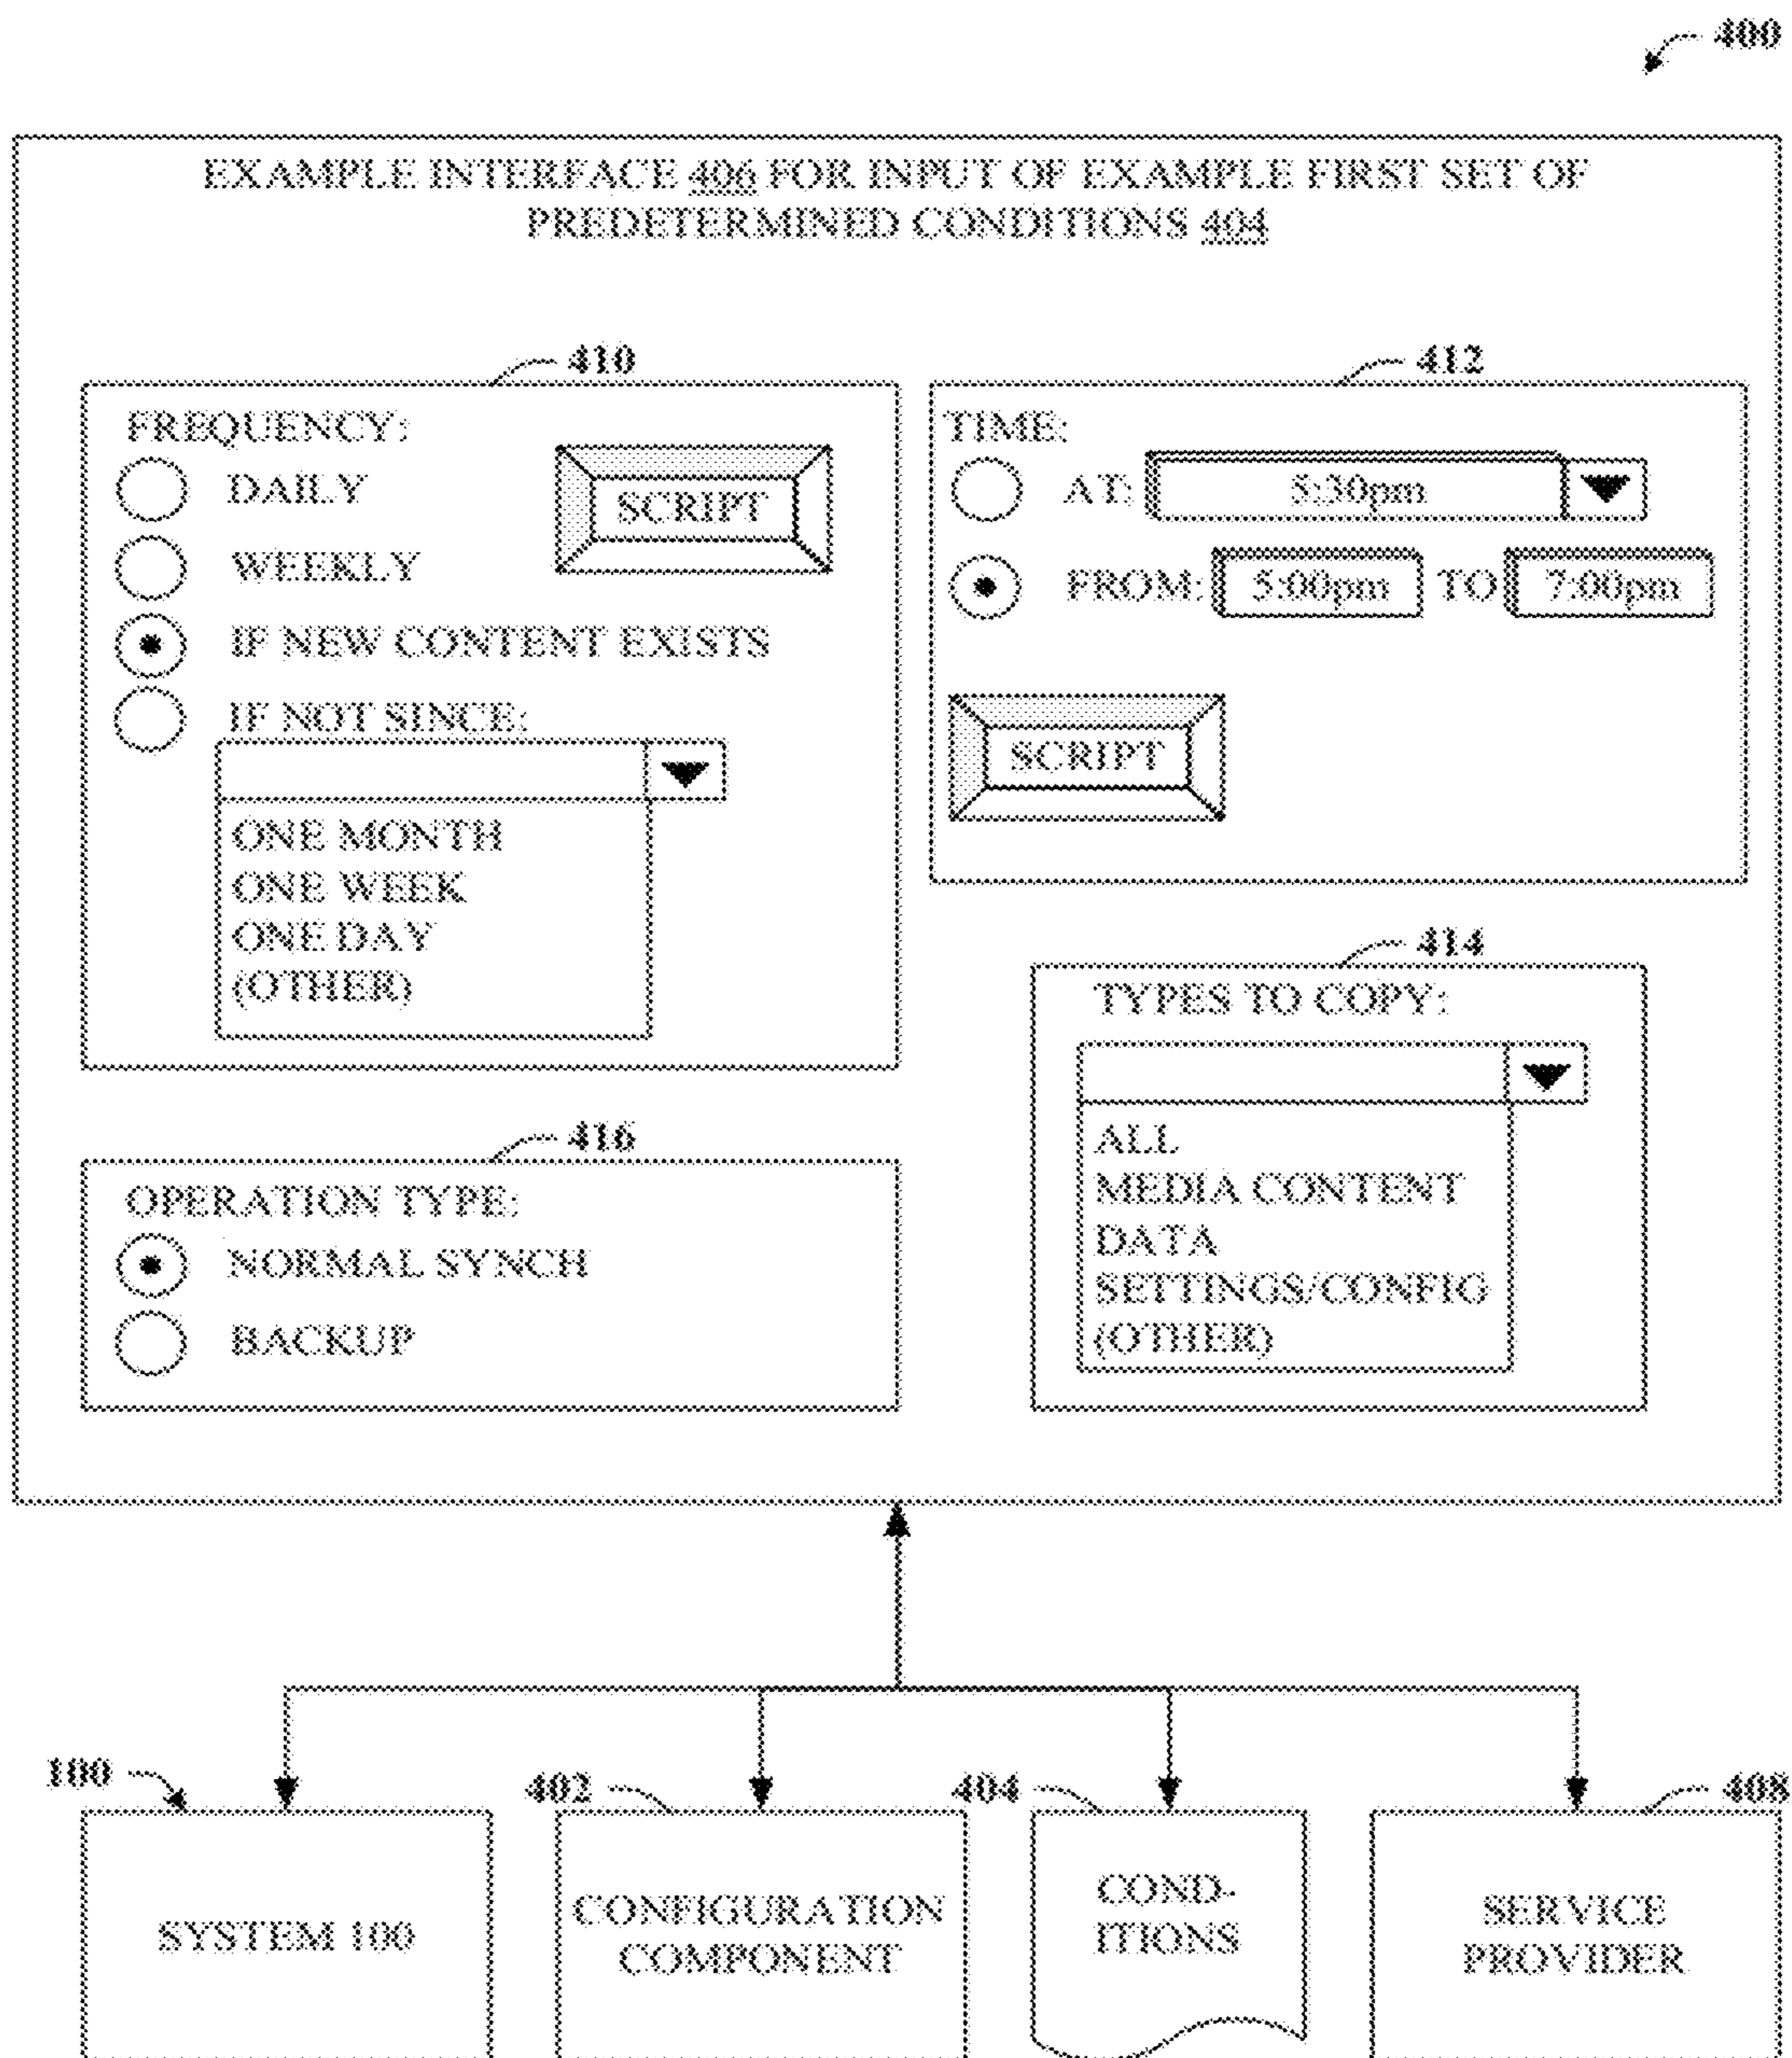 400
EXAMPLE INTERFACE 406 FOR INPUT OF EXAMPLE FIRST SET OF
PREDETERMINED CONDITIONS 404
410
FREQUENCY:
SCRIPT
DAILY
WEEKLY
IF NEW CONTENT EXISTS
IF NOT SINCE:
ONE MONTH
ONE WEEK
ONE DAY
(OTHER)
412
TIME:
AT: 5:30pm
FROM: 5:00pm TO 7:00pm
SCRIPT
414
TYPES TO COPY:
ALL
MEDIA CONTENT
DATA
SETTINGS/CONFIG
(OTHER)
416
OPERATION TYPE:
NORMAL SYNCH
BACKUP
100
SYSTEM 100
402
CONFIGURATION
COMPONENT
404
COND-
ITIONS
408
SERVICE
PROVIDER